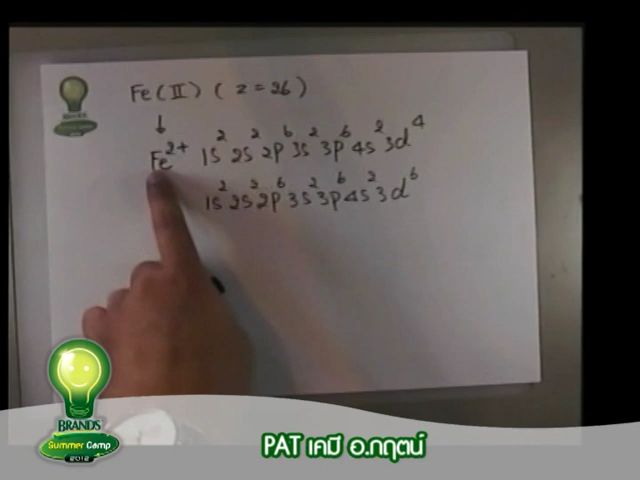 Fe (II) ( z = 26 )
↓
Fe²⁺ 1s² 2s² 2p⁶ 3s² 3p⁶ 4s² 3d⁴
1s² 2s² 2p⁶ 3s² 3p⁶ 4s² 3d⁶
BRAND'S
Summer Camp
2012
PAT เคมี อ.กฤตน์